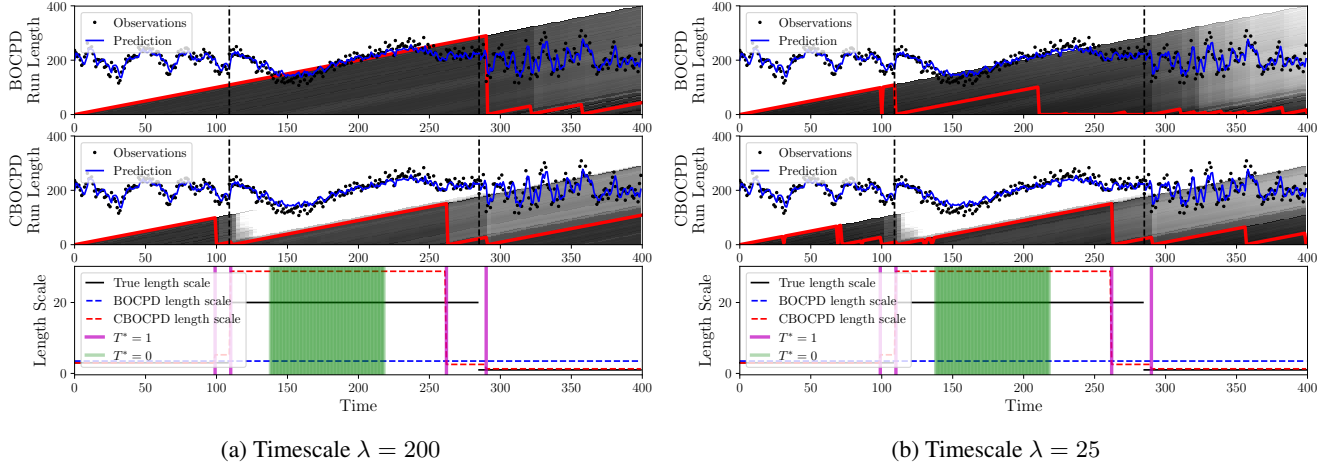 BOCPD
Run Length
400
200
0
Observations
Prediction
0 50 100 150 200 250 300 350 400
CBOCPD
Run Length
400
200
0
Observations
Prediction
0 50 100 150 200 250 300 350 400
Length Scale
20
0
True length scale
BOCPD length scale
CBOCPD length scale
T* = 1
T* = 0
0 50 100 150 200 250 300 350 400
Time
(a) Timescale λ = 200
BOCPD
Run Length
400
200
0
Observations
Prediction
0 50 100 150 200 250 300 350 400
CBOCPD
Run Length
400
200
0
Observations
Prediction
0 50 100 150 200 250 300 350 400
Length Scale
20
0
True length scale
BOCPD length scale
CBOCPD length scale
T* = 1
T* = 0
0 50 100 150 200 250 300 350 400
Time
(b) Timescale λ = 25